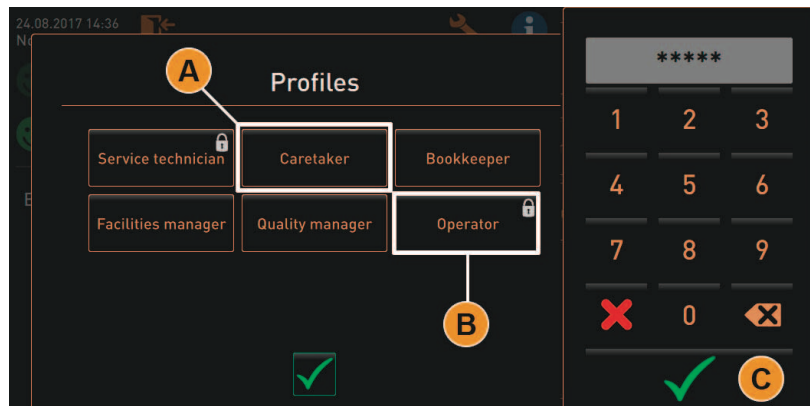 24.08.2017 14:36
No
A
Profiles
*****
Service technician
Caretaker
Bookkeeper
Facilities manager
Quality manager
Operator
B
1 2 3
4 5 6
7 8 9
0
C
E